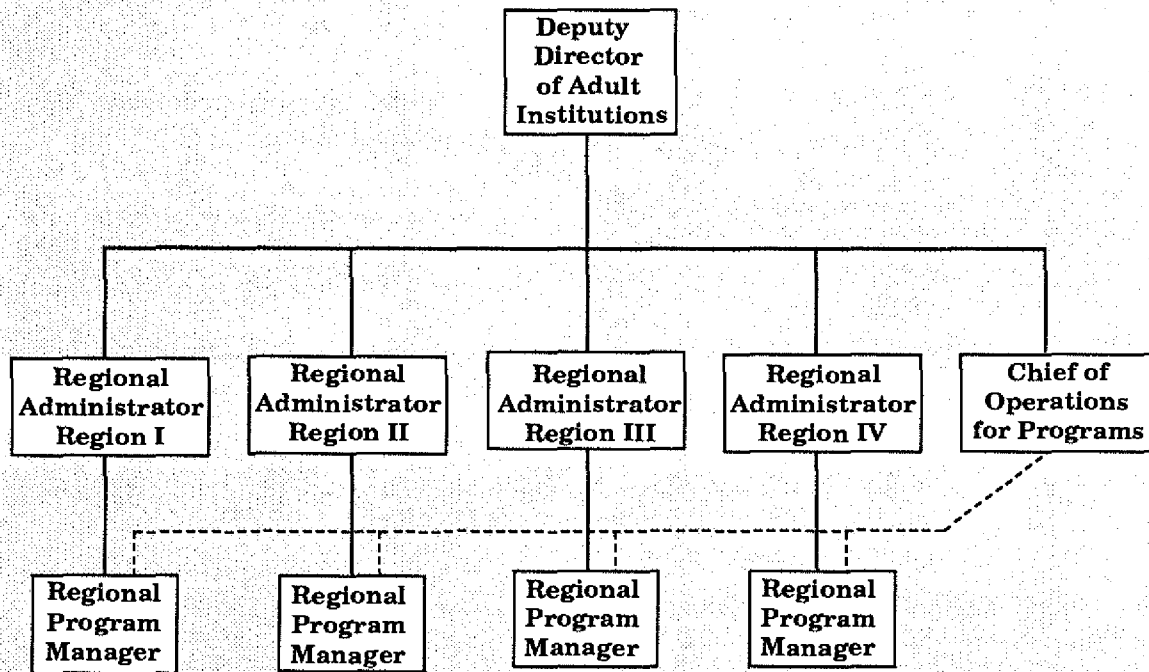 Deputy
Director
of Adult
Institutions
Regional
Administrator
Region I
Regional
Administrator
Region II
Regional
Administrator
Region III
Regional
Administrator
Region IV
Chief of
Operations
for Programs
Regional
Program
Manager
Regional
Program
Manager
Regional
Program
Manager
Regional
Program
Manager